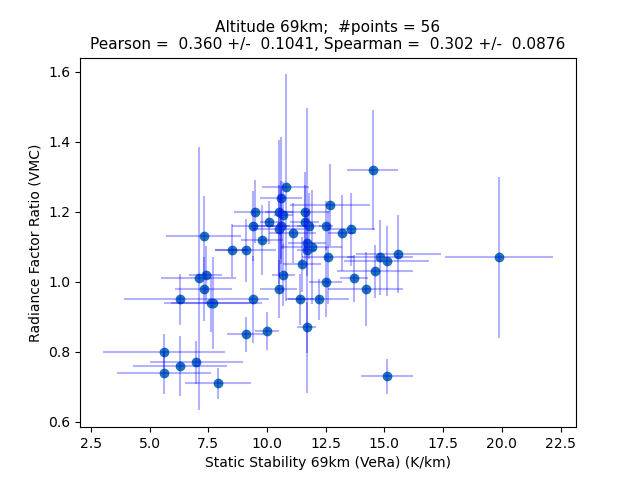 Altitude 69km;  #points = 56
Pearson =  0.360 +/-  0.1041, Spearman =  0.302 +/-  0.0876
Radiance Factor Ratio (VMC)
1.6
1.4
1.2
1.0
0.8
0.6
2.5 5.0 7.5 10.0 12.5 15.0 17.5 20.0 22.5
Static Stability 69km (VeRa) (K/km)